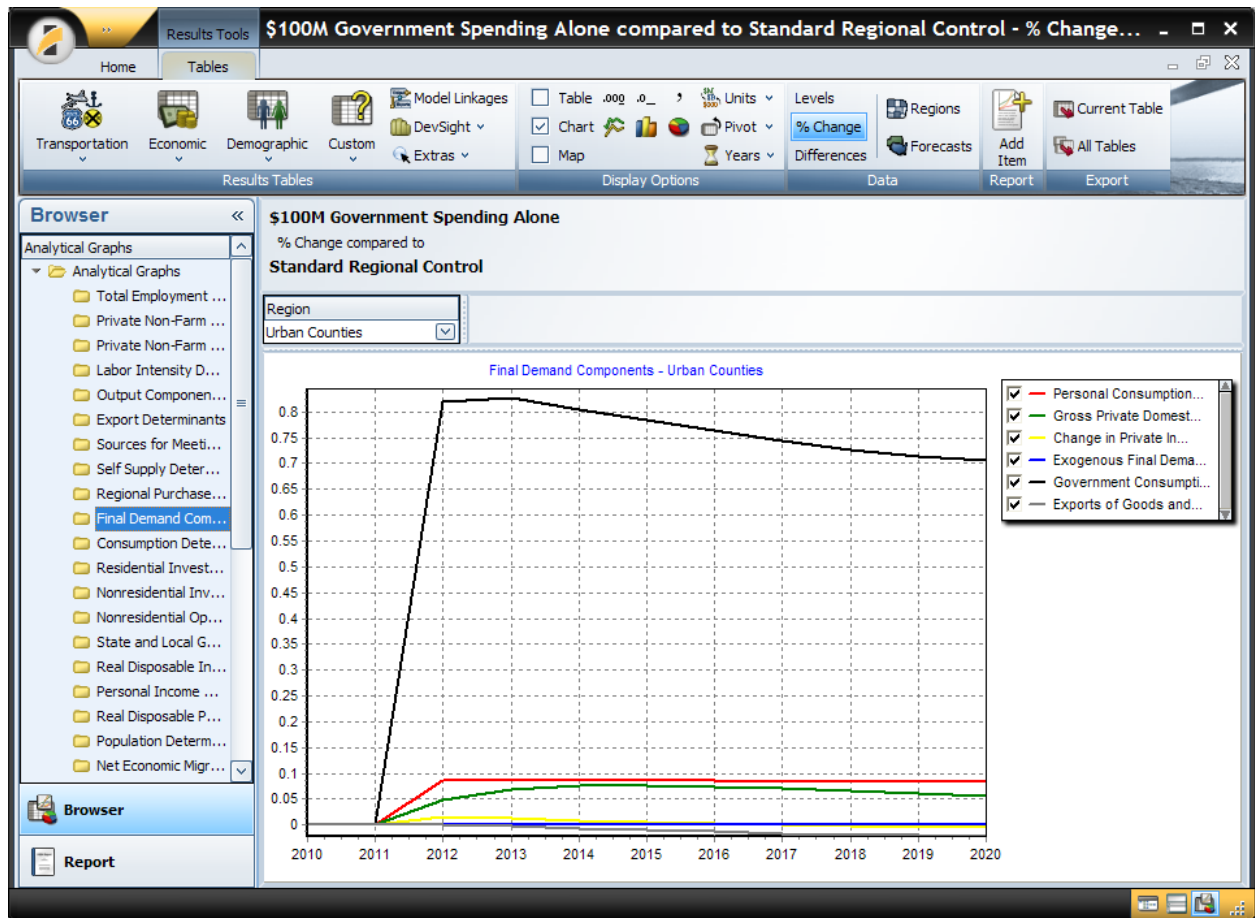 Results Tools
$100M Government Spending Alone compared to Standard Regional Control - % Change...
Home
Tables
Transportation
Economic
Demographic
Custom
Model Linkages
DevSight
Extras
Results Tables
Table .000 .0_ ,
Units
Chart
Pivot
Map
Years
Display Options
Levels
% Change
Differences
Regions
Forecasts
Data
Add
Item
Report
Current Table
All Tables
Export
Browser «
Analytical Graphs
Analytical Graphs
Total Employment ...
Private Non-Farm ...
Private Non-Farm ...
Labor Intensity D...
Output Componen...
Export Determinants
Sources for Meeti...
Self Supply Deter...
Regional Purchase...
Final Demand Com...
Consumption Dete...
Residential Invest...
Nonresidential Inv...
Nonresidential Op...
State and Local G...
Real Disposable In...
Personal Income ...
Real Disposable P...
Population Determ...
Net Economic Migr...
Browser
Report
$100M Government Spending Alone
% Change compared to
Standard Regional Control
Region
Urban Counties
Final Demand Components - Urban Counties
0.8
0.75
0.7
0.65
0.6
0.55
0.5
0.45
0.4
0.35
0.3
0.25
0.2
0.15
0.1
0.05
0
2010 2011 2012 2013 2014 2015 2016 2017 2018 2019 2020
Personal Consumption...
Gross Private Domest...
Change in Private In...
Exogenous Final Dema...
Government Consumpti...
Exports of Goods and...